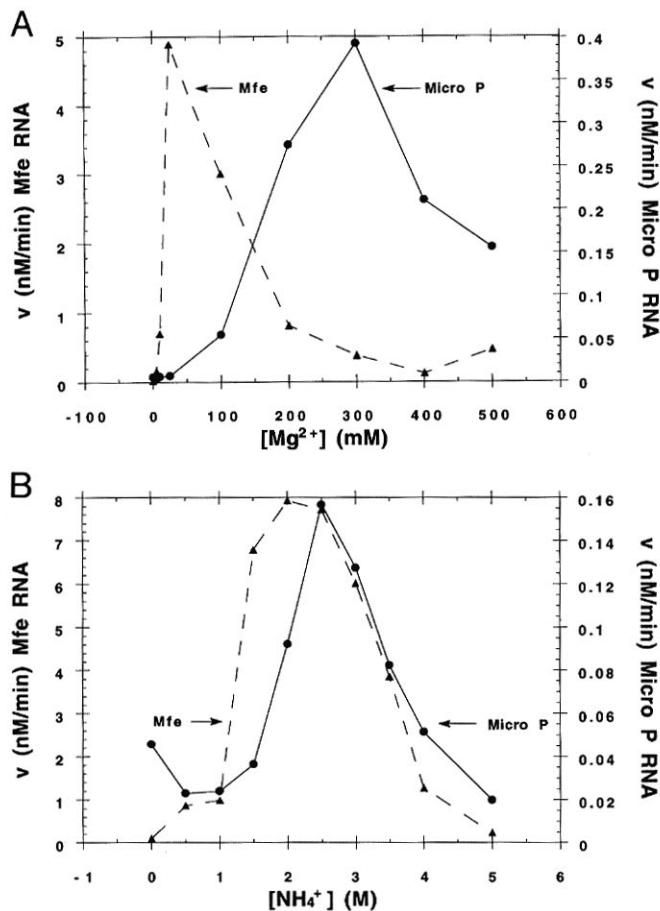 A
v (nM/min) Mfe RNA
5
4
3
2
1
0
Mfe
Micro P
0.4
0.35
0.3
0.25
0.2
0.15
0.1
0.05
0
v (nM/min) Micro P RNA
-100 0 100 200 300 400 500 600
[Mg2+] (mM)
B
v (nM/min) Mfe RNA
8
7
6
5
4
3
2
1
0
Mfe
Micro P
0.16
0.14
0.12
0.1
0.08
0.06
0.04
0.02
0
v (nM/min) Micro P RNA
-1 0 1 2 3 4 5 6
[NH4+] (M)